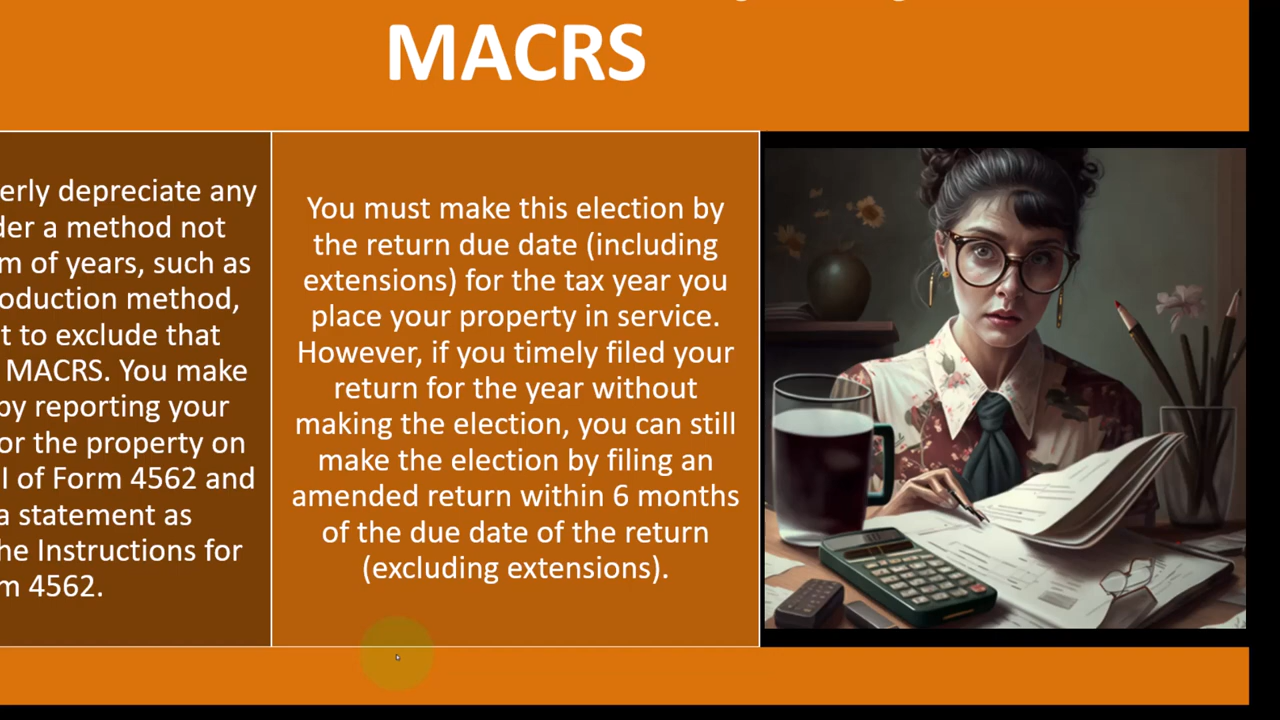 MACRS
erly depreciate any
der a method not
m of years, such as
oduction method,
t to exclude that
MACRS. You make
by reporting your
or the property on
l of Form 4562 and
a statement as
he Instructions for
m 4562.
You must make this election by
the return due date (including
extensions) for the tax year you
place your property in service.
However, if you timely filed your
return for the year without
making the election, you can still
make the election by filing an
amended return within 6 months
of the due date of the return
(excluding extensions).